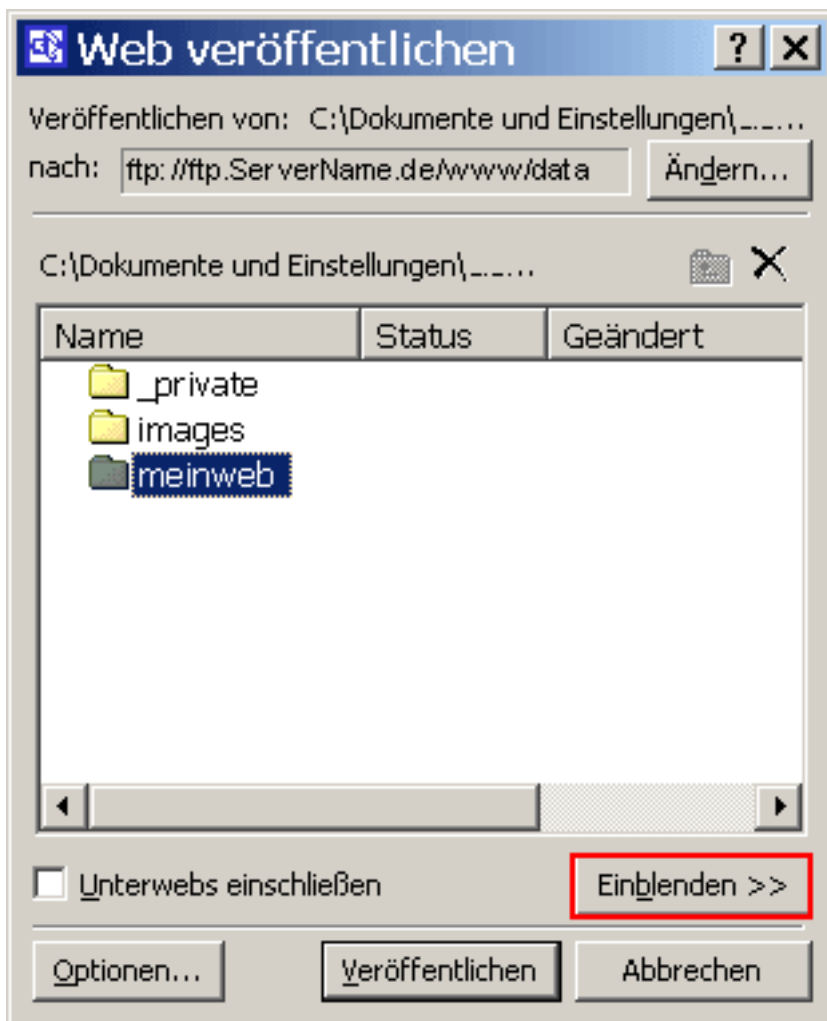 Web veröffentlichen ?
Veröffentlichen von: C:\Dokumente und Einstellungen\......
nach: ftp://ftp.ServerName.de/www/data Ändern...
C:\Dokumente und Einstellungen\......
Name Status Geändert
_private
images
meinweb
Unterwebs einschließen Einblenden >>
Optionen... Veröffentlichen Abbrechen